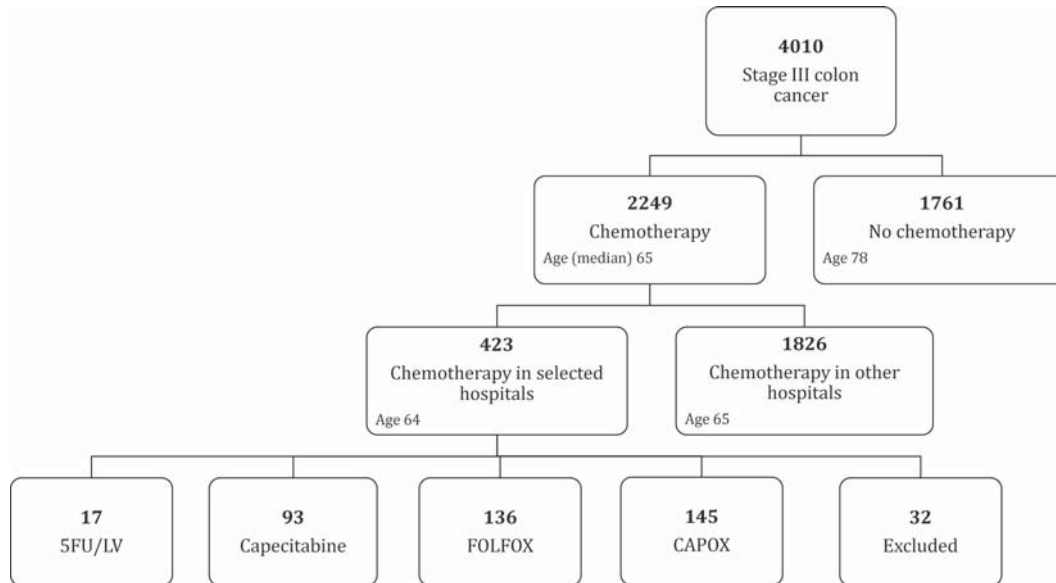 4010
Stage III colon
cancer
2249
Chemotherapy
Age (median) 65
1761
No chemotherapy
Age 78
423
Chemotherapy in selected
hospitals
Age 64
1826
Chemotherapy in other
hospitals
Age 65
17
5FU/LV
93
Capecitabine
136
FOLFOX
145
CAPOX
32
Excluded